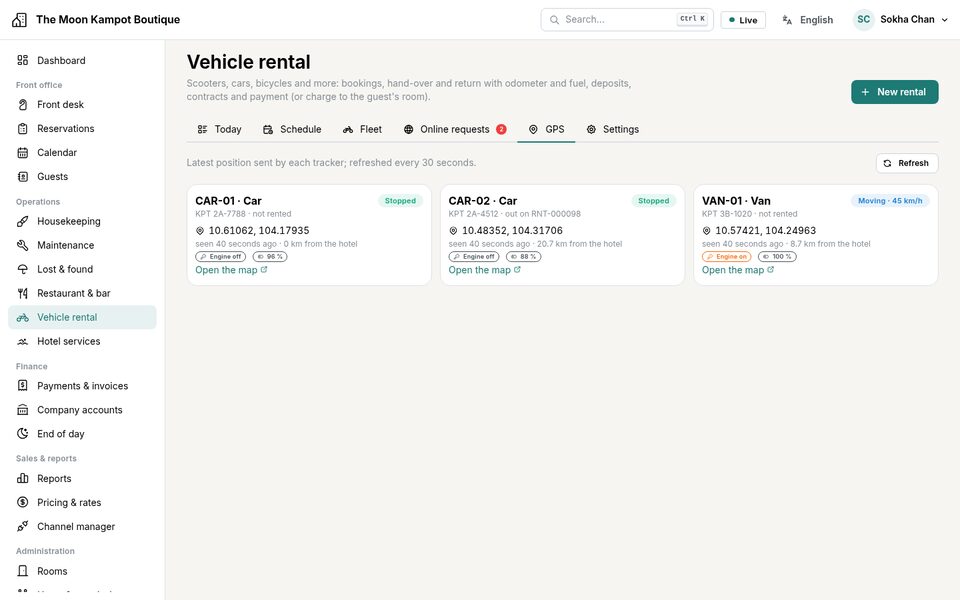 The Moon Kampot Boutique
Search...
Ctrl K
Live
English
SC
Sokha Chan
Dashboard
Front office
Front desk
Reservations
Calendar
Guests
Operations
Housekeeping
Maintenance
Lost & found
Restaurant & bar
Vehicle rental
Hotel services
Finance
Payments & invoices
Company accounts
End of day
Sales & reports
Reports
Pricing & rates
Channel manager
Administration
Rooms
Vehicle rental
Scooters, cars, bicycles and more: bookings, hand-over and return with odometer and fuel, deposits,
contracts and payment (or charge to the guest's room).
New rental
Today
Schedule
Fleet
Online requests 2
GPS
Settings
Latest position sent by each tracker; refreshed every 30 seconds.
Refresh
CAR-01 · Car
Stopped
KPT 2A-7788 · not rented
10.61062, 104.17935
seen 40 seconds ago · 0 km from the hotel
Engine off
96 %
Open the map
CAR-02 · Car
Stopped
KPT 2A-4512 · out on RNT-000098
10.48352, 104.31706
seen 40 seconds ago · 20.7 km from the hotel
Engine off
88 %
Open the map
VAN-01 · Van
Moving · 45 km/h
KPT 3B-1020 · not rented
10.57421, 104.24963
seen 40 seconds ago · 8.7 km from the hotel
Engine on
100 %
Open the map